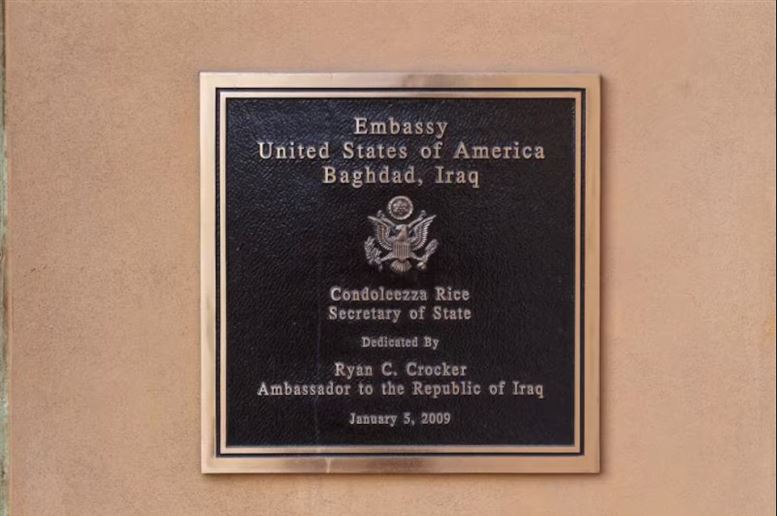 Embassy
United States of America
Baghdad, Iraq
Condoleezza Rice
Secretary of State
Dedicated By
Ryan C. Crocker
Ambassador to the Republic of Iraq
January 5, 2009